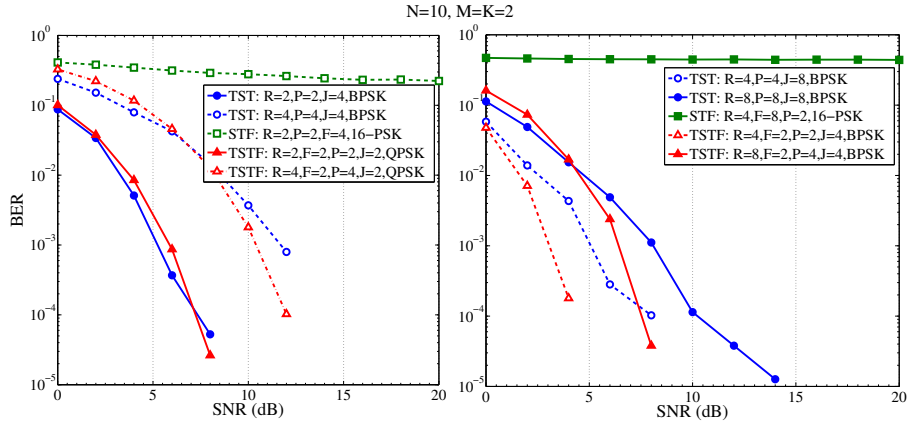 N=10, M=K=2
10^0
10^-1
10^-2
10^-3
10^-4
10^-5
BER
0 5 10 15 20
SNR (dB)
TST: R=2,P=2,J=4,BPSK
TST: R=4,P=4,J=4,BPSK
STF: R=2,P=2,F=4,16-PSK
TSTF: R=2,F=2,P=2,J=2,QPSK
TSTF: R=4,F=2,P=4,J=2,QPSK
10^0
10^-1
10^-2
10^-3
10^-4
10^-5
0 5 10 15 20
SNR (dB)
TST: R=4,P=4,J=8,BPSK
TST: R=8,P=8,J=8,BPSK
STF: R=4,F=8,P=2,16-PSK
TSTF: R=4,F=2,P=2,J=4,BPSK
TSTF: R=8,F=2,P=4,J=4,BPSK